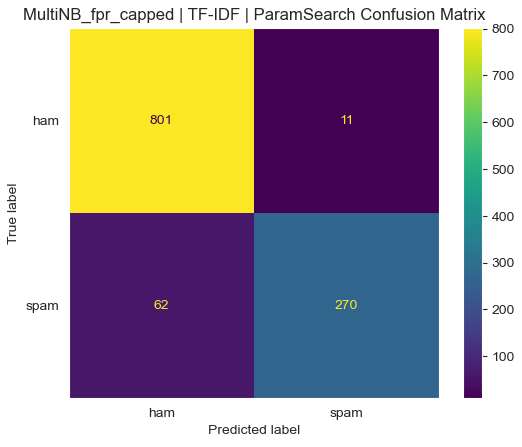 MultiNB_fpr_capped | TF-IDF | ParamSearch Confusion Matrix
800
700
600
500
400
300
200
100
True label
ham
801
11
spam
62
270
ham
spam
Predicted label